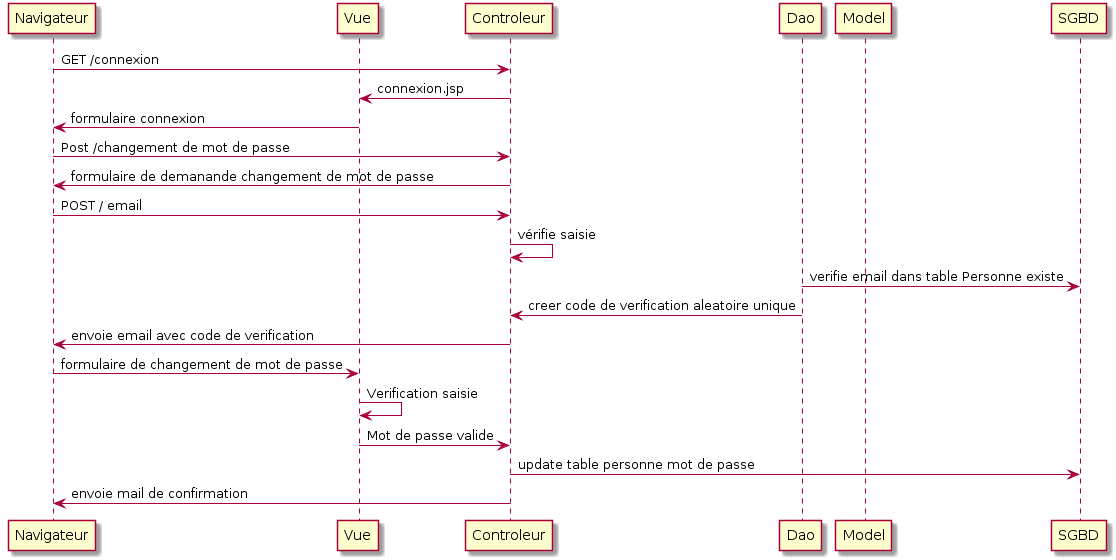 Navigateur Vue Controleur Dao Model SGBD
GET /connexion
connexion.jsp
formulaire connexion
Post /changement de mot de passe
formulaire de demanande changement de mot de passe
POST / email
vérifie saisie
verifie email dans table Personne existe
creer code de verification aleatoire unique
envoie email avec code de verification
formulaire de changement de mot de passe
Verification saisie
Mot de passe valide
update table personne mot de passe
envoie mail de confirmation
Navigateur Vue Controleur Dao Model SGBD